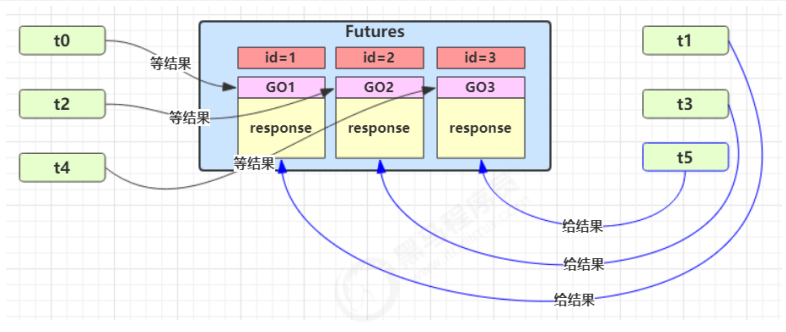 Futures
t0
t2
t4
id=1
id=2
id=3
GO1
GO2
GO3
response
response
response
t1
t3
t5
等结果
等结果
等结果
给结果
给结果
给结果